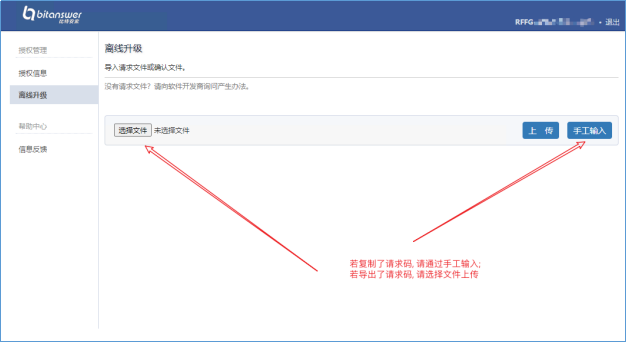 bitanswer
比特安索
RFFG
退出
授权管理
授权信息
离线升级
帮助中心
信息反馈
离线升级
导入请求文件或确认文件。
没有请求文件？请向软件开发商询问产生办法。
选择文件 未选择文件
上 传
手工输入
若复制了请求码, 请通过手工输入;
若导出了请求码, 请选择文件上传